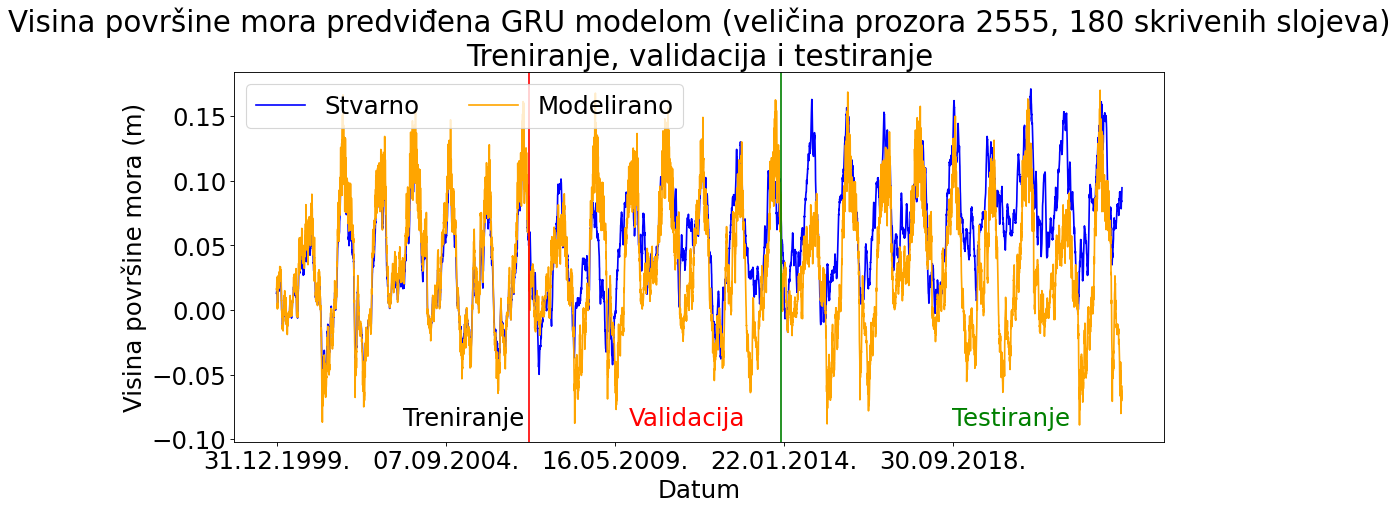 Visina površine mora predviđena GRU modelom (veličina prozora 2555, 180 skrivenih slojeva)
Treniranje, validacija i testiranje
Stvarno
Modelirano
Visina površine mora (m)
0.15
0.10
0.05
0.00
−0.05
−0.10
Treniranje
Validacija
Testiranje
31.12.1999.
07.09.2004.
16.05.2009.
22.01.2014.
30.09.2018.
Datum